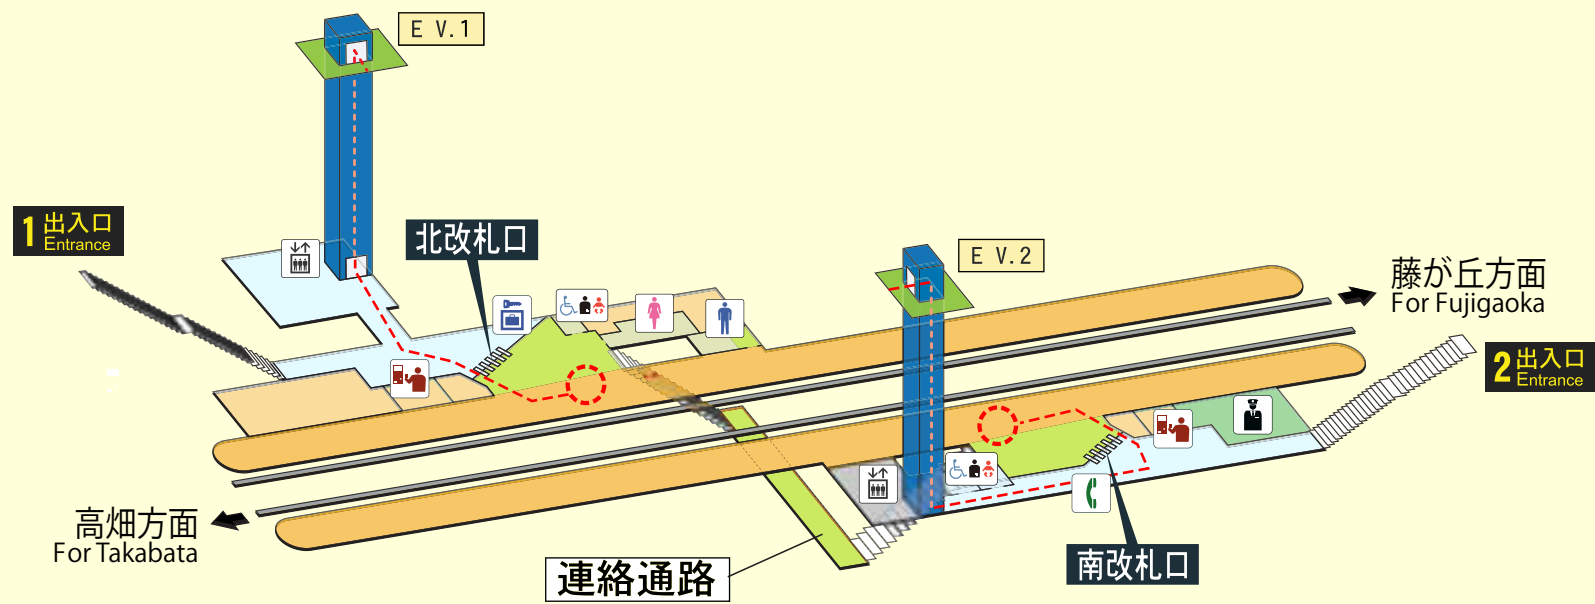 E V.1
1 出入口
Entrance
北改札口
E V.2
藤が丘方面
For Fujigaoka
2 出入口
Entrance
高畑方面
For Takabata
連絡通路
南改札口